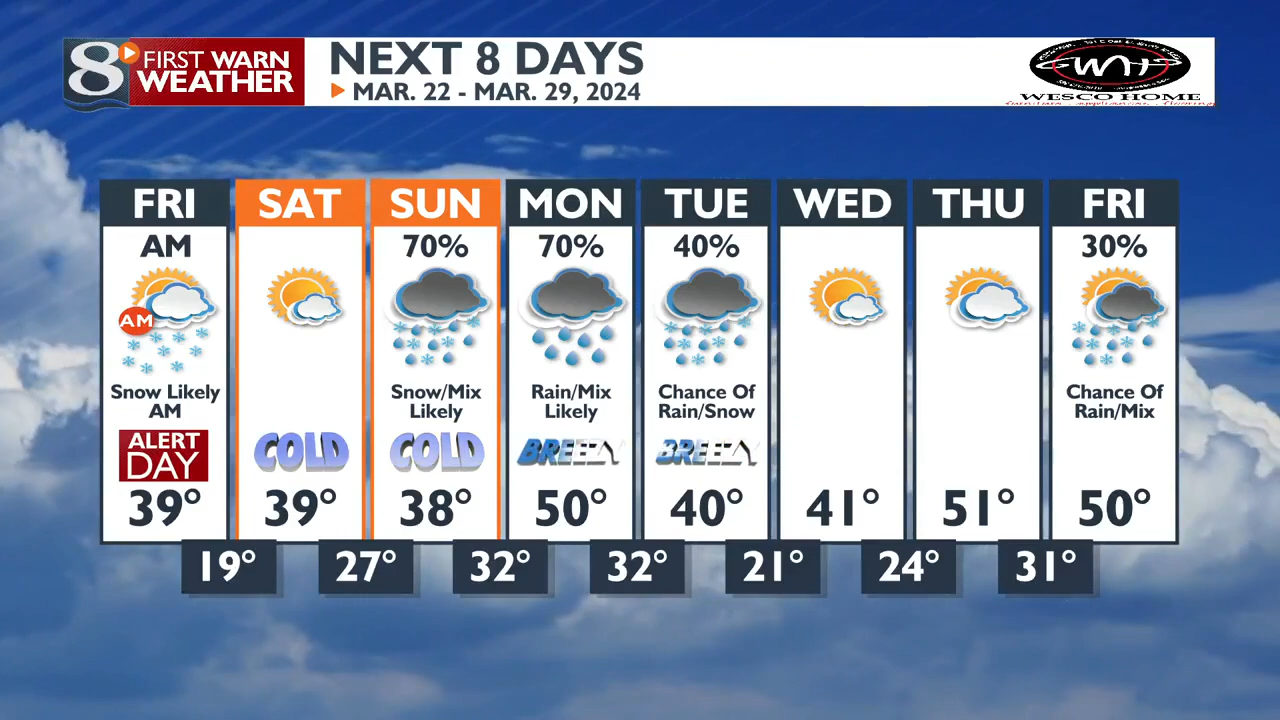 8 FIRST WARN
WEATHER
NEXT 8 DAYS
MAR. 22 - MAR. 29, 2024
WESCO HOME
FRI SAT SUN MON TUE WED THU FRI
AM 70% 70% 40% 30%
AM
Snow Likely
AM
Snow/Mix
Likely
Rain/Mix
Likely
Chance Of
Rain/Snow
Chance Of
Rain/Mix
ALERT
DAY
COLD COLD BREEZY BREEZY
39° 39° 38° 50° 40° 41° 51° 50°
19° 27° 32° 32° 21° 24° 31°